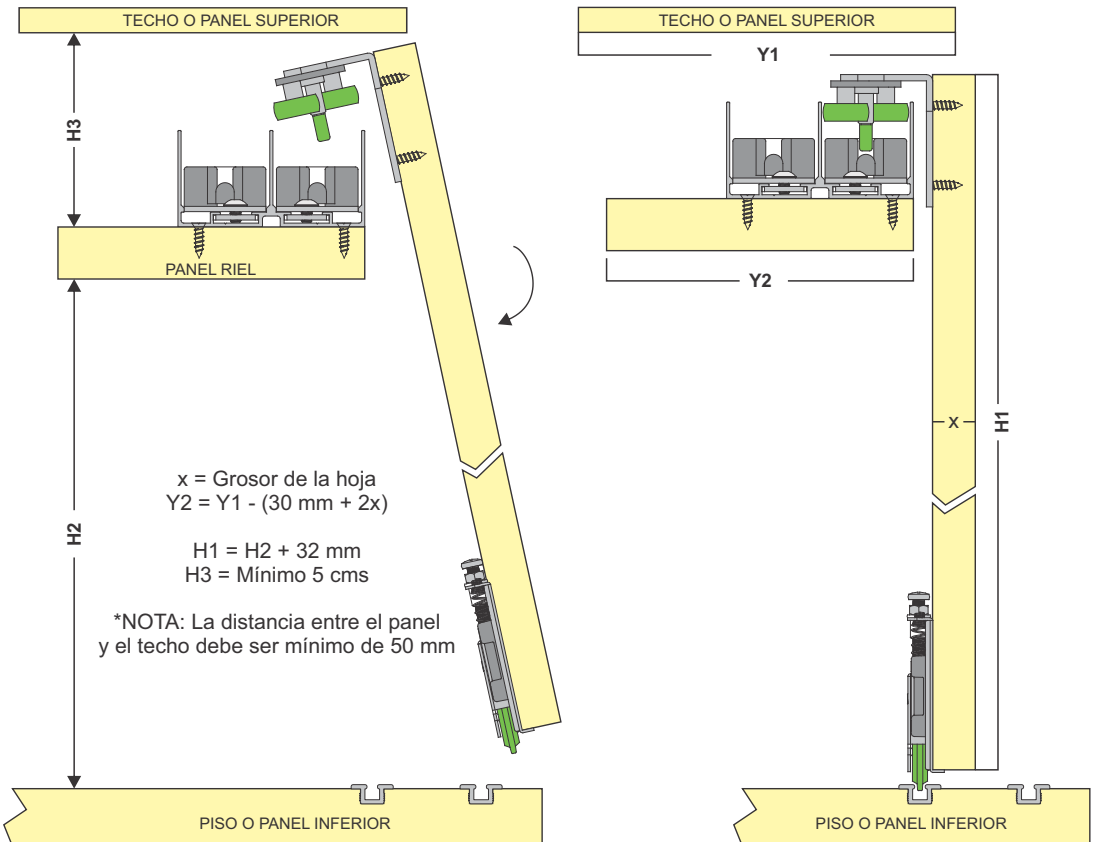 TECHO O PANEL SUPERIOR
H3
PANEL RIEL
H2
x = Grosor de la hoja
Y2 = Y1 - (30 mm + 2x)
H1 = H2 + 32 mm
H3 = Mínimo 5 cms
*NOTA: La distancia entre el panel
y el techo debe ser mínimo de 50 mm
PISO O PANEL INFERIOR
TECHO O PANEL SUPERIOR
Y1
Y2
X
H1
PISO O PANEL INFERIOR